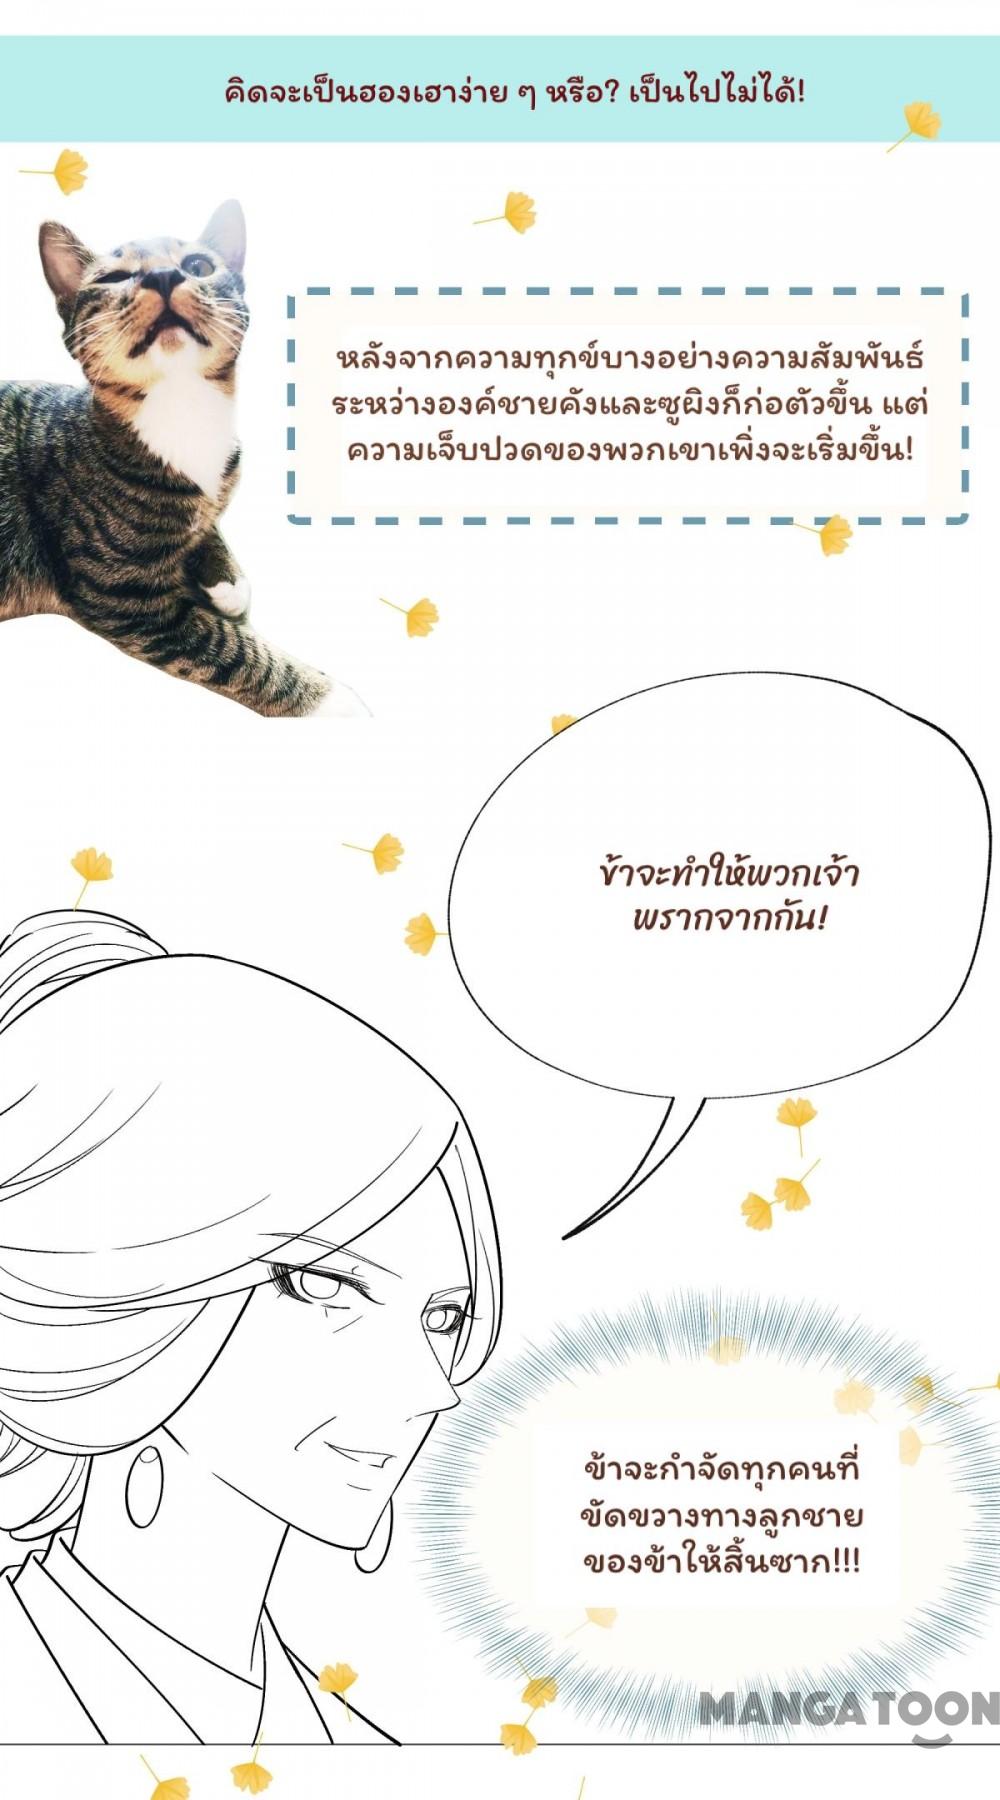 คิดจะเป็นฮองเฮาง่าย ๆ หรือ? เป็นไปไม่ได้!
หลังจากความทุกข์บางอย่างความสัมพันธ์
ระหว่างองค์ชายคังและซูผิงก็ก่อตัวขึ้น แต่
ความเจ็บปวดของพวกเขาเพิ่งจะเริ่มขึ้น!
ข้าจะทำให้พวกเจ้า
พรากจากกัน!
ข้าจะกำจัดทุกคนที่
ขัดขวางทางลูกชาย
ของข้าให้สิ้นซาก!!!
MANGATOON